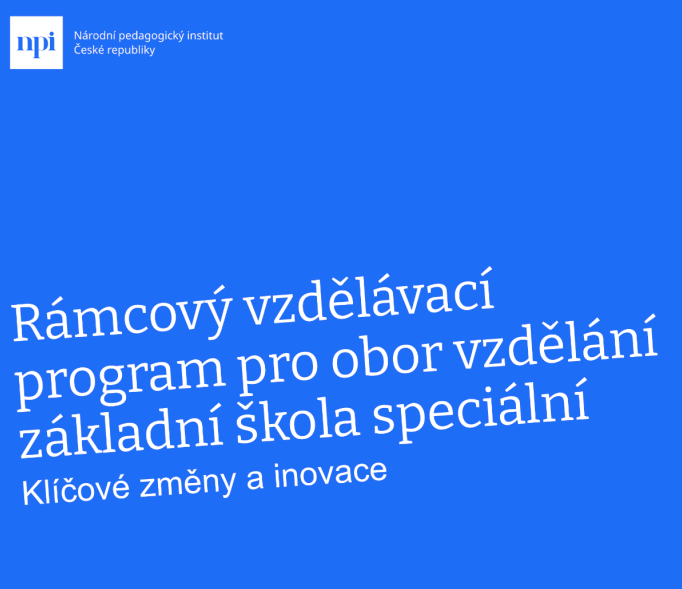 npi
Národní pedagogický institut
České republiky
Rámcový vzdělávací
program pro obor vzdělání
základní škola speciální
Klíčové změny a inovace